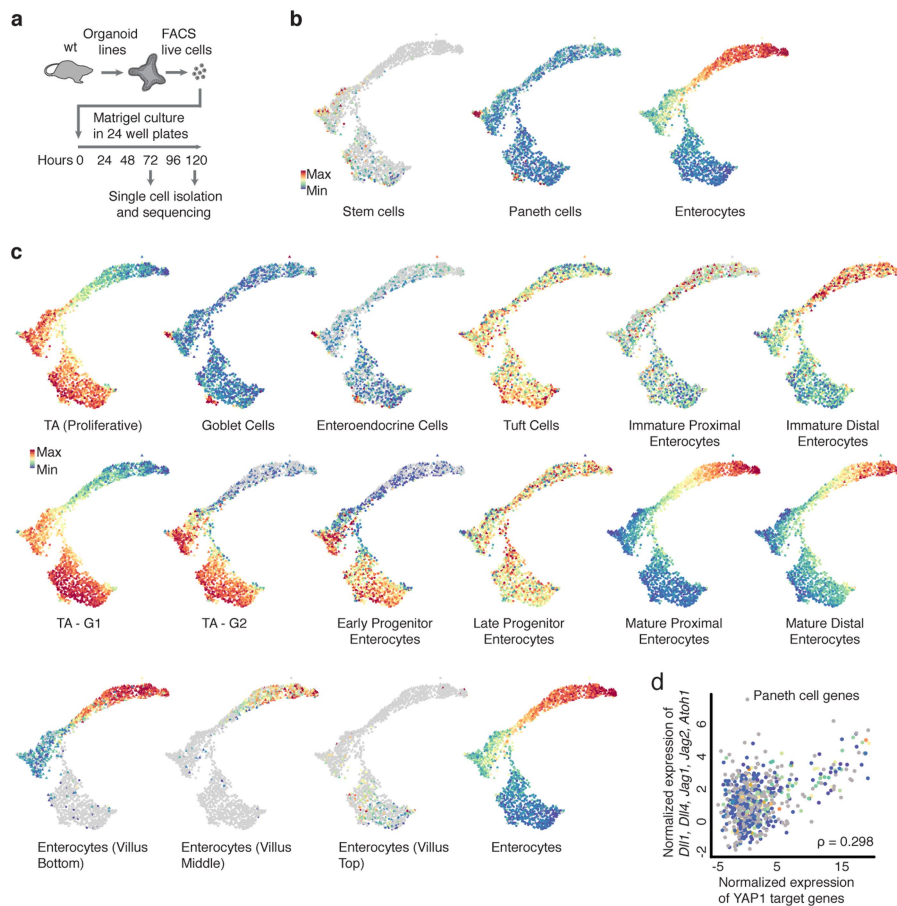 a
wt
Organoid
lines
FACS
live cells
Matrigel culture
in 24 well plates
Hours 0 24 48 72 96 120
Single cell isolation
and sequencing
b
Max
Min
Stem cells
Paneth cells
Enterocytes
c
TA (Proliferative)
Goblet Cells
Enteroendocrine Cells
Tuft Cells
Immature Proximal
Enterocytes
Immature Distal
Enterocytes
Max
Min
TA - G1
TA - G2
Early Progenitor
Enterocytes
Late Progenitor
Enterocytes
Mature Proximal
Enterocytes
Mature Distal
Enterocytes
Enterocytes (Villus
Bottom)
Enterocytes (Villus
Middle)
Enterocytes (Villus
Top)
Enterocytes
d
Normalized expression of
Dll1, Dll4, Jag1, Jag2, Atoh1
Paneth cell genes
6
4
2
0
-2
ρ = 0.298
-5 5 15
Normalized expression
of YAP1 target genes